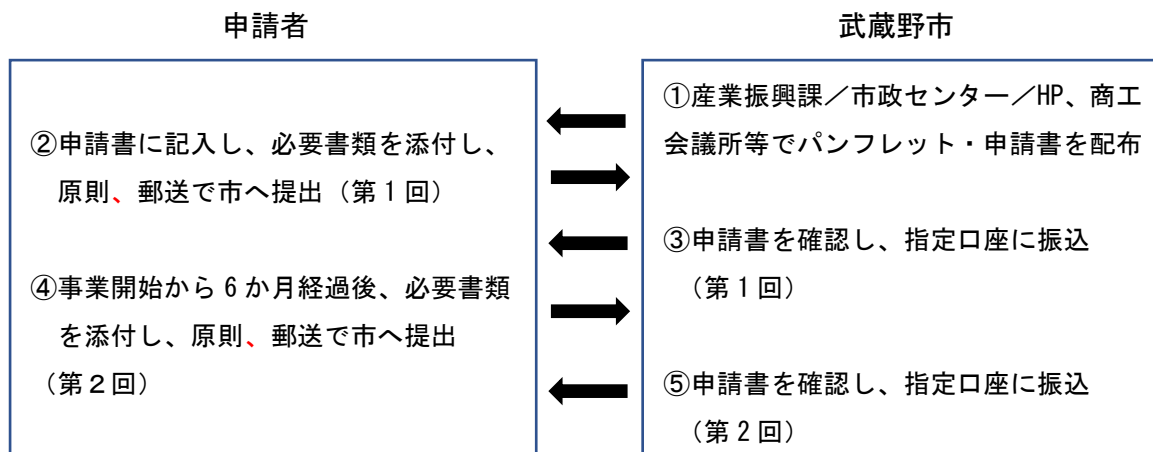 申請者
武蔵野市
①産業振興課／市政センター／HP、商工
会議所等でパンフレット・申請書を配布
②申請書に記入し、必要書類を添付し、
原則、郵送で市へ提出（第1回）
③申請書を確認し、指定口座に振込
（第1回）
④事業開始から6か月経過後、必要書類
を添付し、原則、郵送で市へ提出
（第２回）
⑤申請書を確認し、指定口座に振込
（第2回）